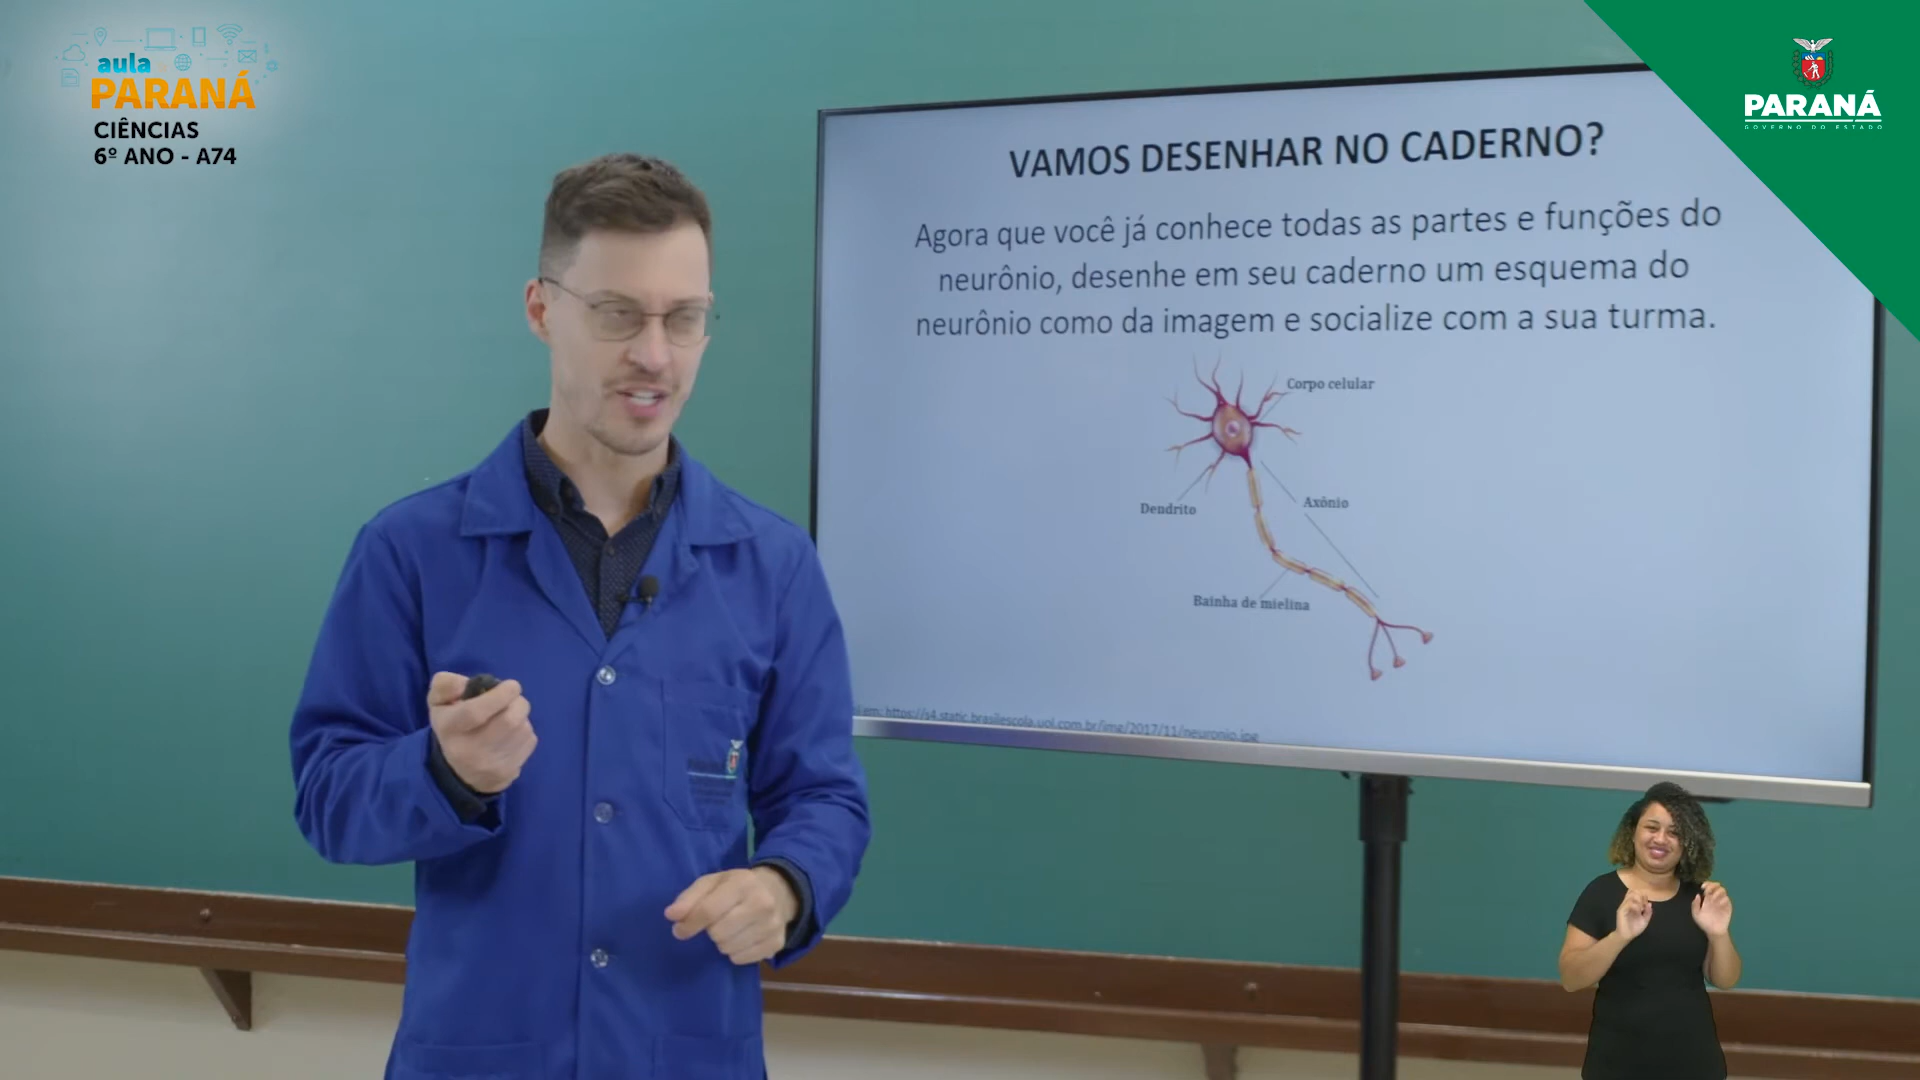 aula
PARANÁ
CIÊNCIAS
6º ANO - A74
PARANÁ
GOVERNO DO ESTADO
VAMOS DESENHAR NO CADERNO?
Agora que você já conhece todas as partes e funções do
neurônio, desenhe em seu caderno um esquema do
neurônio como da imagem e socialize com a sua turma.
Corpo celular
Dendrito
Axônio
Bainha de mielina
em: https://s4.static.brasilescola.uol.com.br/img/2017/11/neuronio.jpg